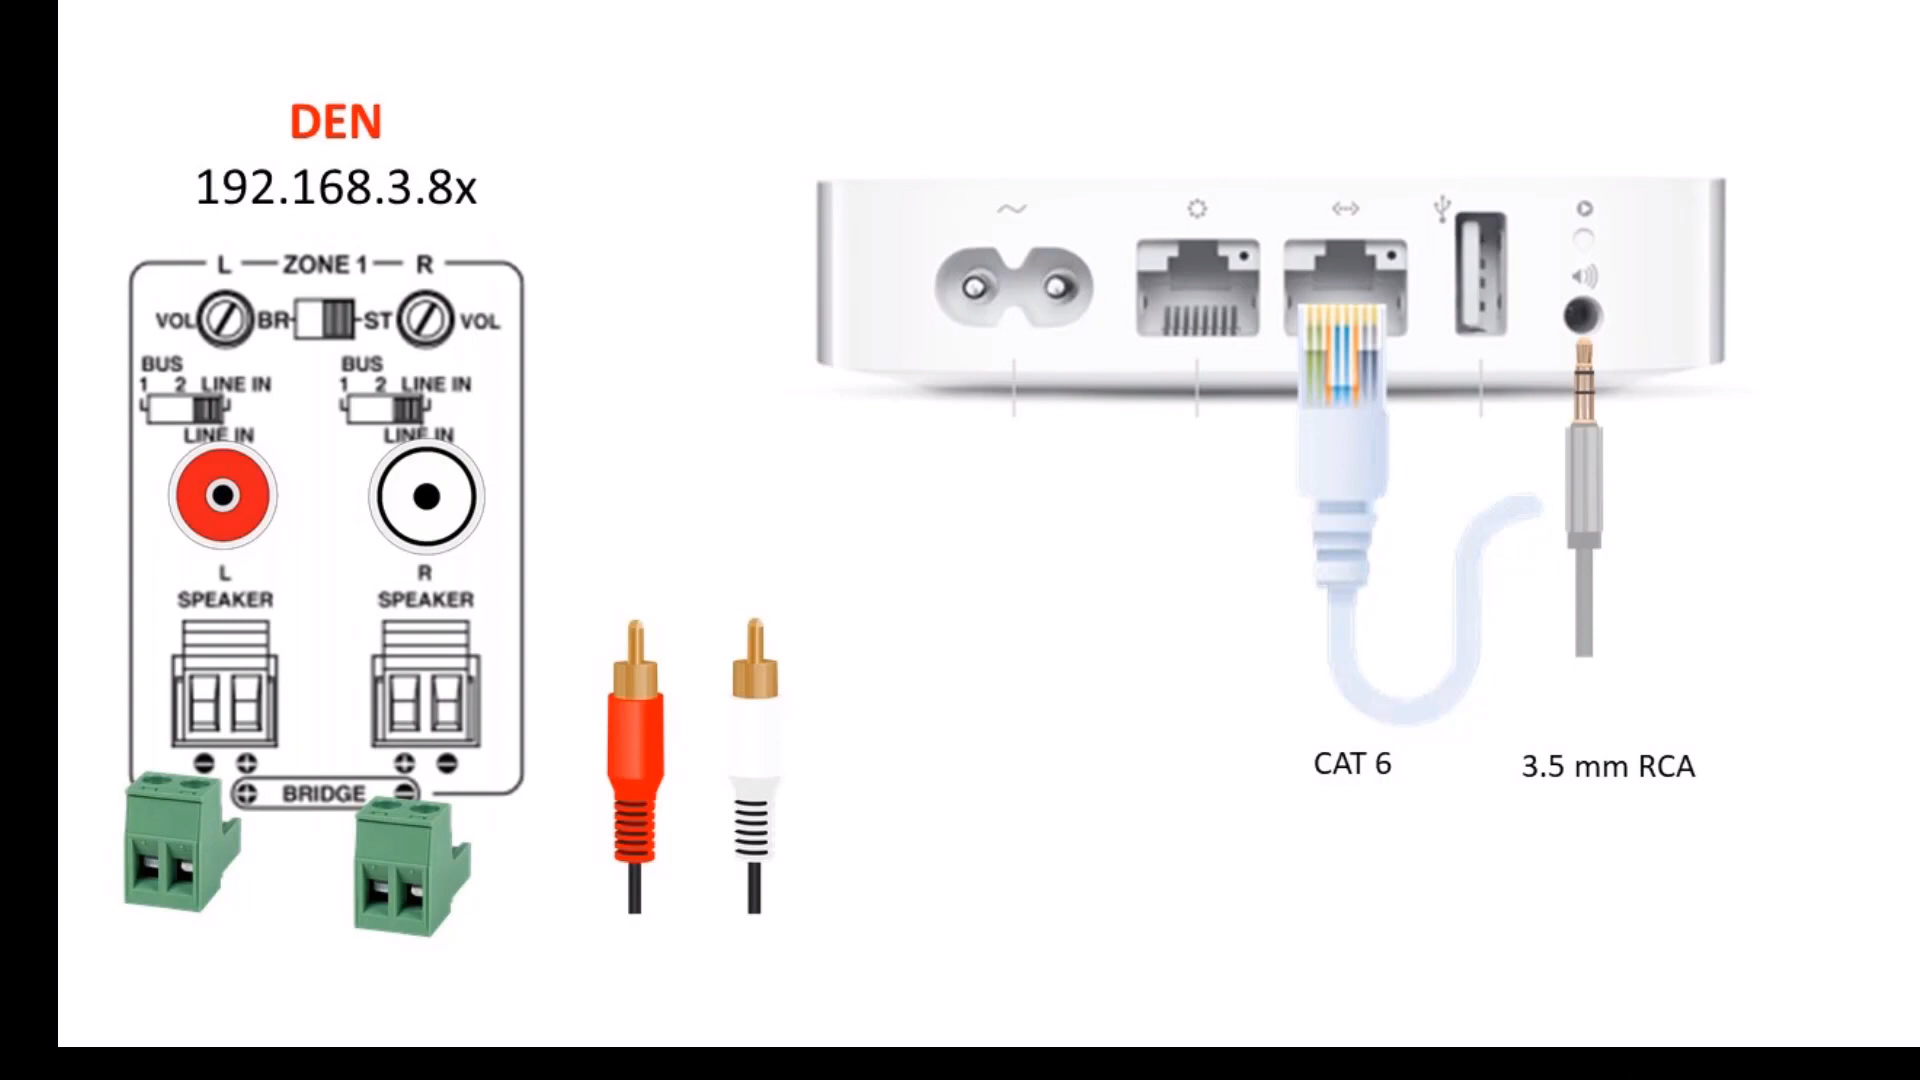 DEN
192.168.3.8x
L ZONE 1 R
VOL BR ST VOL
BUS BUS
1 2 LINE IN 1 2 LINE IN
LINE IN LINE IN
L R
SPEAKER SPEAKER
BRIDGE
CAT 6
3.5 mm RCA